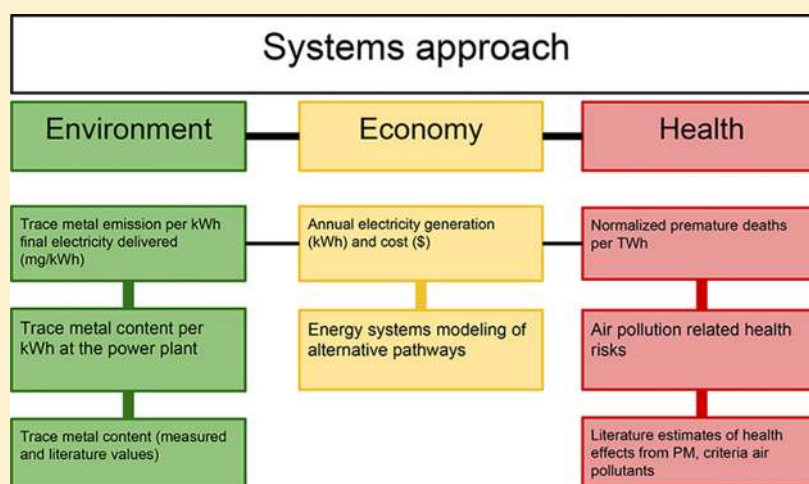 Systems approach
Environment
Economy
Health
Trace metal emission per kWh
final electricity delivered
(mg/kWh)
Annual electricity generation
(kWh) and cost ($)
Normalized premature deaths
per TWh
Trace metal content per
kWh at the power plant
Energy systems modeling of
alternative pathways
Air pollution related health
risks
Trace metal content (measured
and literature values)
Literature estimates of health
effects from PM, criteria air
pollutants